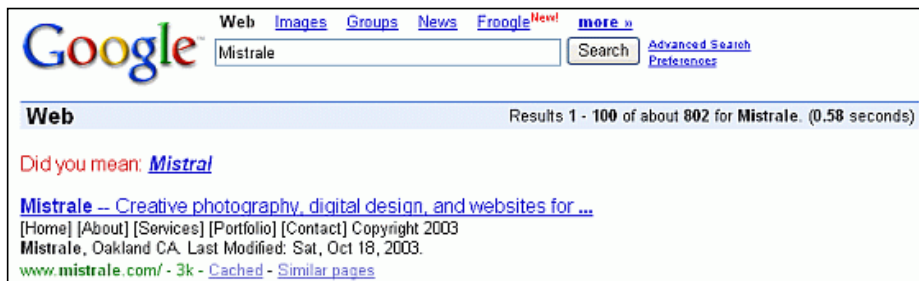 Web Images Groups News Froogle New! more »
Google™ Mistrale Search Advanced Search
Preferences
Web Results 1 - 100 of about 802 for Mistrale. (0.58 seconds)
Did you mean: Mistral
Mistrale -- Creative photography, digital design, and websites for ...
[Home] [About] [Services] [Portfolio] [Contact] Copyright 2003
Mistrale, Oakland CA. Last Modified: Sat, Oct 18, 2003.
www.mistrale.com/ - 3k - Cached - Similar pages